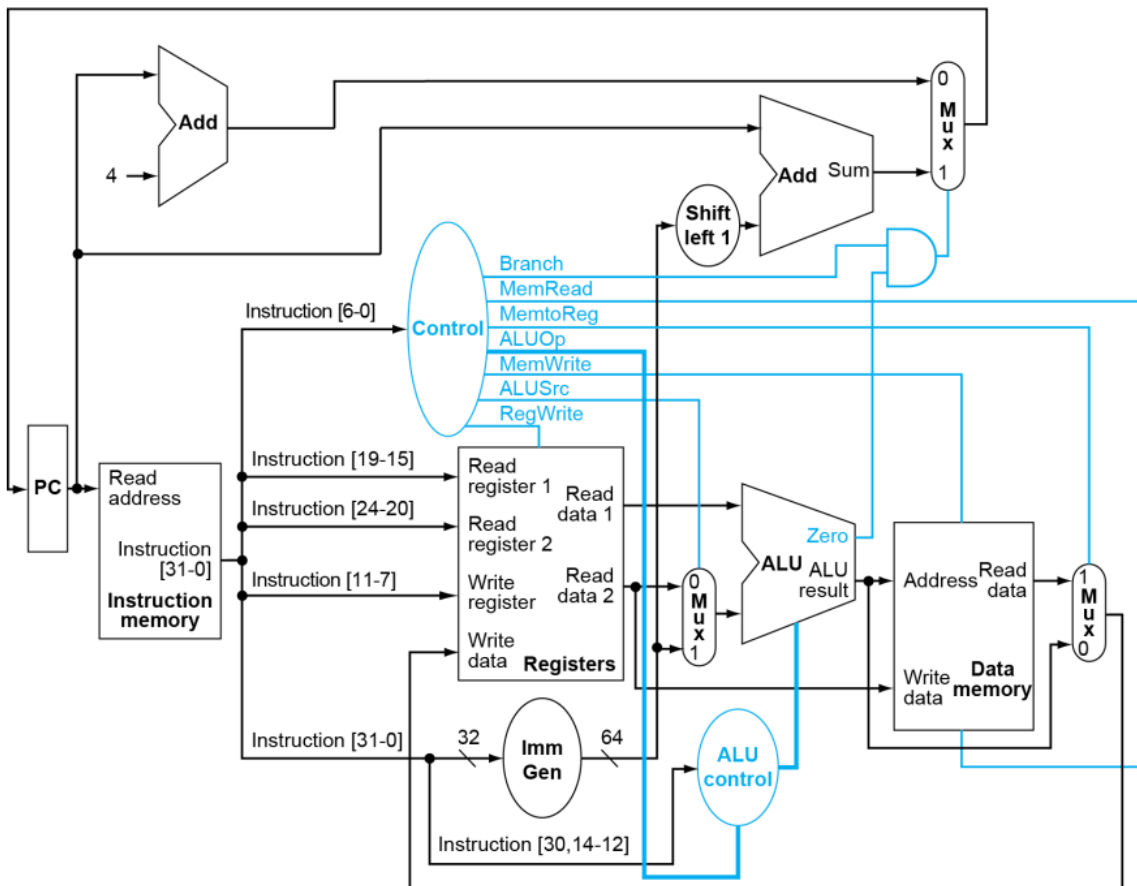 Add
4
0
Mux
1
Add Sum
Shift
left 1
Branch
MemRead
MemtoReg
ALUOp
MemWrite
ALUSrc
RegWrite
Instruction [6-0]
Control
PC
Read
address
Instruction
[31-0]
Instruction
memory
Instruction [19-15]
Instruction [24-20]
Instruction [11-7]
Read
register 1
Read
register 2
Write
register
Write
data
Read
data 1
Read
data 2
Registers
0
Mux
1
Zero
ALU
ALU
result
Address
Read
data
Write
data
Data
memory
1
Mux
0
Instruction [31-0]
32
Imm
Gen
64
ALU
control
Instruction [30,14-12]